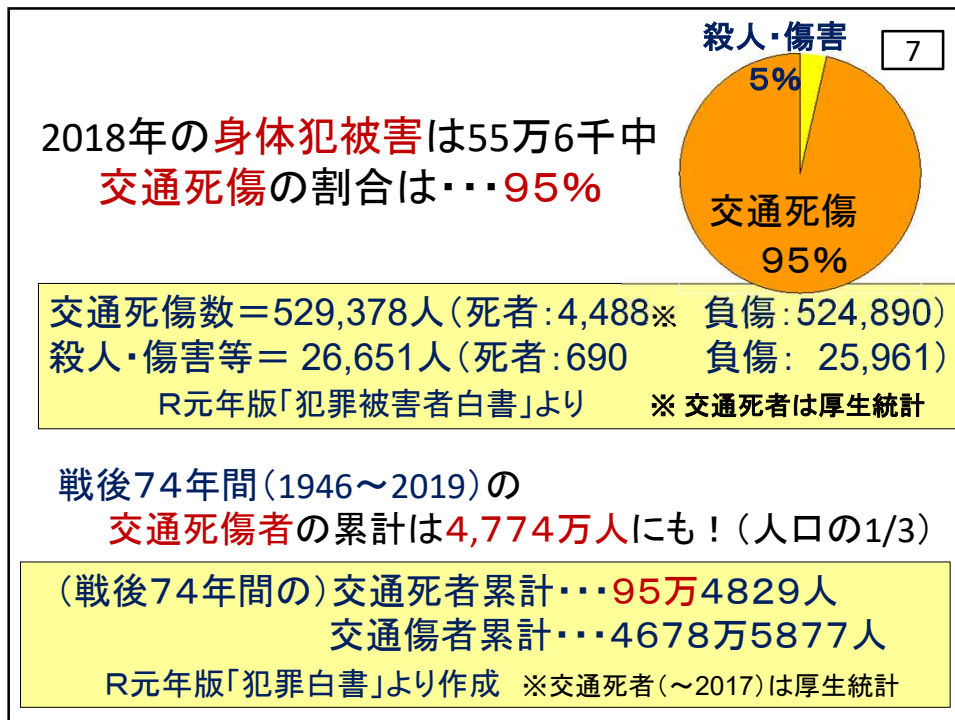 7
殺人・傷害
5%
2018年の身体犯被害は55万6千中
交通死傷の割合は・・・95%
交通死傷
95%
交通死傷数=529,378人(死者:4,488※ 負傷:524,890)
殺人・傷害等= 26,651人(死者:690 負傷: 25,961)
R元年版「犯罪被害者白書」より ※ 交通死者は厚生統計
戦後74年間(1946～2019)の
交通死傷者の累計は4,774万人にも!(人口の1/3)
(戦後74年間の)交通死者累計・・・95万4829人
交通傷者累計・・・4678万5877人
R元年版「犯罪白書」より作成 ※交通死者(～2017)は厚生統計